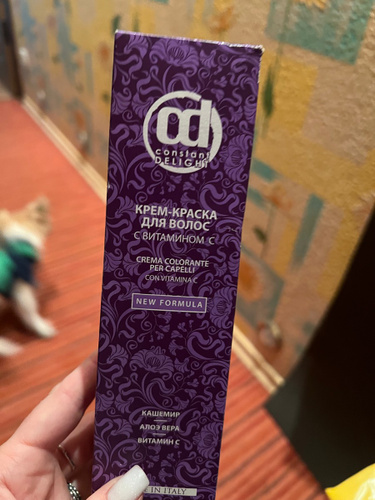 cd
constant
DELIGHT
КРЕМ-КРАСКА
ДЛЯ ВОЛОС
С ВИТАМИНОМ С
CREMA COLORANTE
PER CAPELLI
CON VITAMINA C
NEW FORMULA
КАШЕМИР
АЛОЭ ВЕРА
ВИТАМИН С
IN ITALY